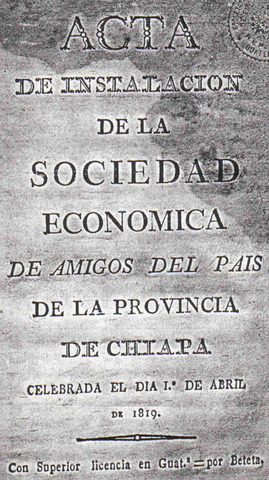 ACTA
DE INSTALACION
DE LA
SOCIEDAD
ECONOMICA
DE AMIGOS DEL PAIS
DE LA PROVINCIA
DE CHIAPA
CELEBRADA EL DIA 1.º DE ABRIL
DE 1819.
Con Superior licencia en Guat.ª = por Beteta.